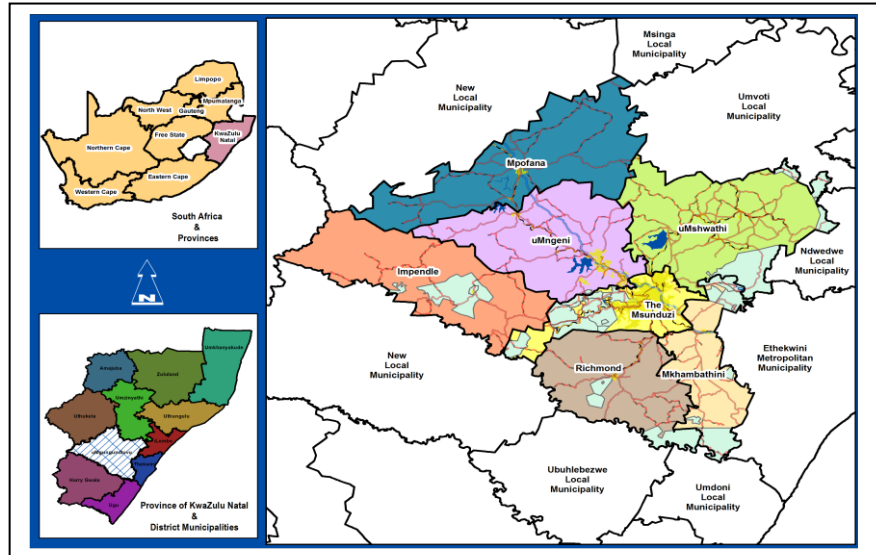 Limpopo
Mpumalanga
North West
Gauteng
Free State
KwaZulu
Natal
Northern Cape
Eastern Cape
Western Cape
South Africa
&
Provinces
N
Umkhanyakude
Amajuba
Zululand
Umzinyathi
Uthukela
Uthungulu
Harry Gwala
Ugu
Province of KwaZulu Natal
&
District Municipalities
Msinga
Local
Municipality
New
Local
Municipality
Umvoti
Local
Municipality
Mpofana
uMshwathi
uMngeni
Ndwedwe
Local
Municipality
Impendle
The
Msunduzi
Ethekwini
Metropolitan
Municipality
Richmond
Mkhambathini
New
Local
Municipality
Ubuhlebezwe
Local
Municipality
Umdoni
Local
Municipality